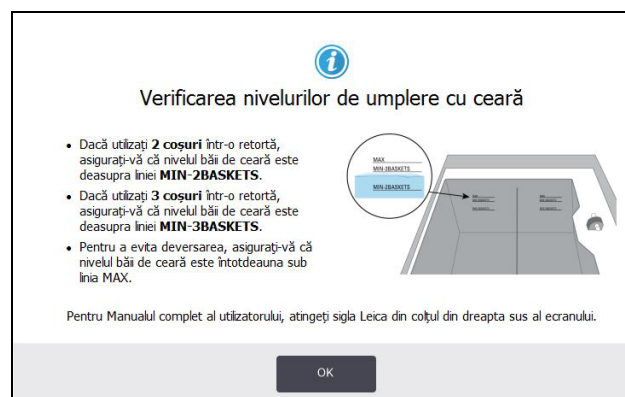 Verificarea nivelurilor de umplere cu ceară
• Dacă utilizați 2 coșuri într-o retortă,
asigurați-vă că nivelul băii de ceară este
deasupra liniei MIN-2BASKETS.
• Dacă utilizați 3 coșuri într-o retortă,
asigurați-vă că nivelul băii de ceară este
deasupra liniei MIN-3BASKETS.
• Pentru a evita deversarea, asigurați-vă că
nivelul băii de ceară este întotdeauna sub
linia MAX.
MAX
MIN-3BASKETS
MIN-2BASKETS
Pentru Manualul complet al utilizatorului, atingeți sigla Leica din colțul din dreapta sus al ecranului.
OK